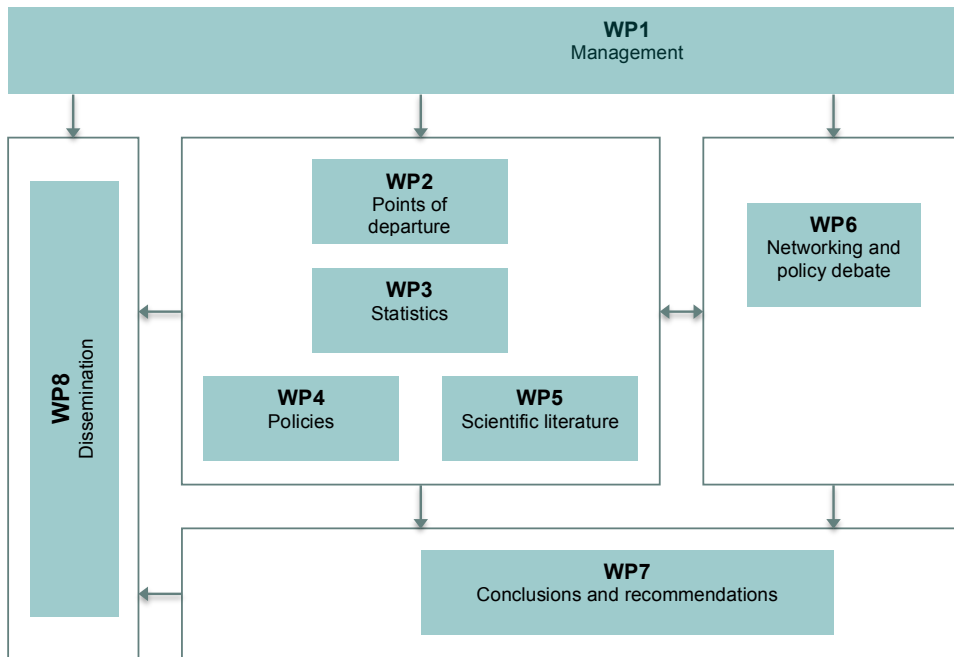 WP1
Management
WP2
Points of
departure
WP6
Networking and
policy debate
WP3
Statistics
WP4
Policies
WP5
Scientific literature
WP8
Dissemination
WP7
Conclusions and recommendations